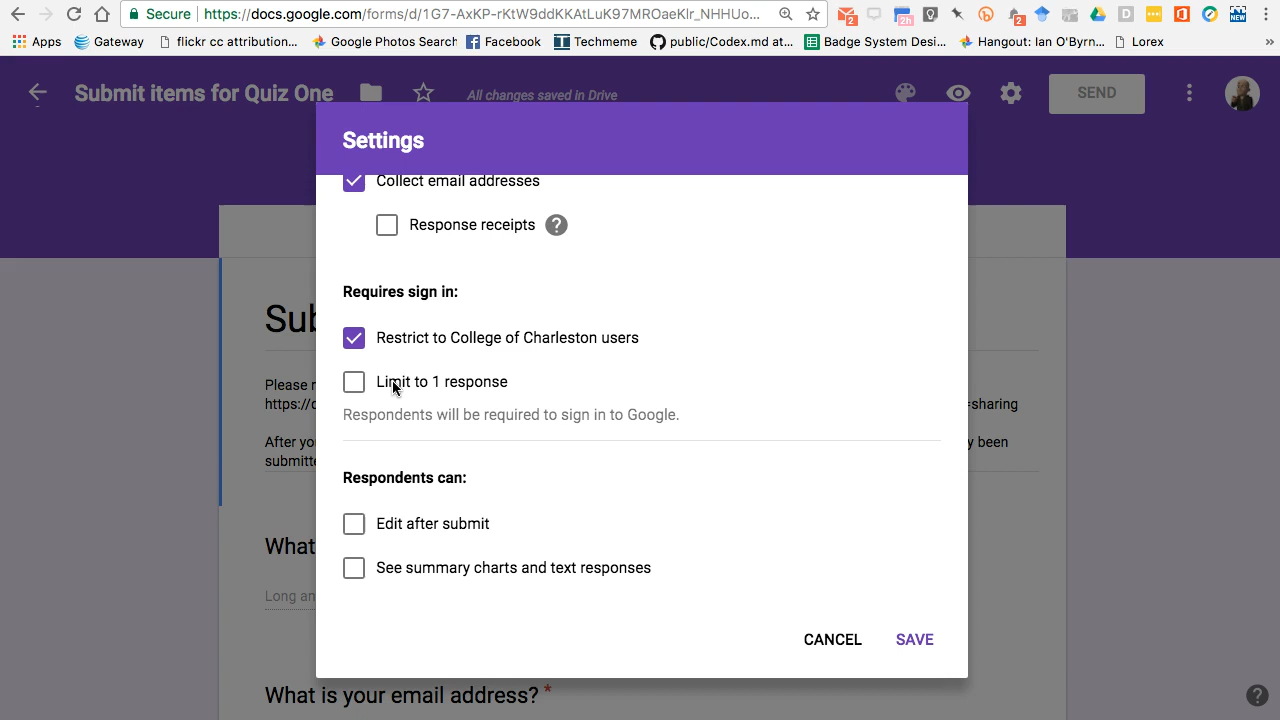 Secure https://docs.google.com/forms/d/1G7-AxKP-rKtW9ddKKAtLuK97MROaeKlr_NHHUo...
2 2h 2 D NEW
Apps Gateway flickr cc attribution... Google Photos Search Facebook Techmeme public/Codex.md at... Badge System Desi... Hangout: Ian O'Byrn... Lorex »
Submit items for Quiz One All changes saved in Drive SEND
Settings
Collect email addresses
Response receipts ?
Requires sign in:
Restrict to College of Charleston users
Limit to 1 response
Respondents will be required to sign in to Google.
Respondents can:
Edit after submit
See summary charts and text responses
CANCEL SAVE
Sub
Please r
https://d =sharing
After yo y been
submitte
What
Long an
What is your email address? *
?